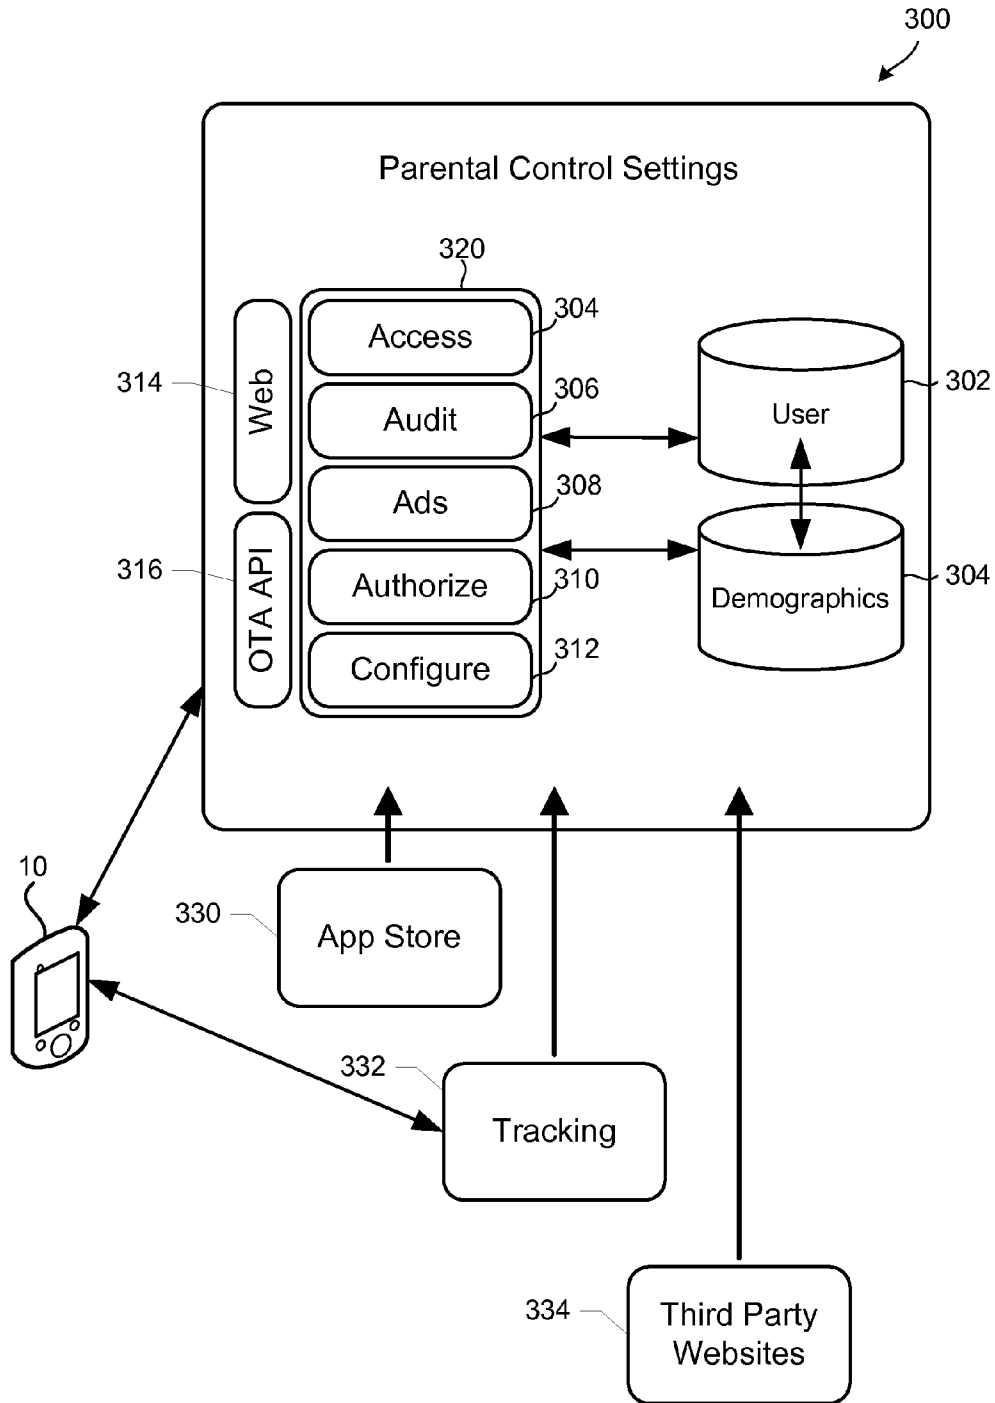 300
Parental Control Settings
320
304
Access
314
Web
306
Audit
302
User
308
Ads
316
OTA API
310
Authorize
304
Demographics
312
Configure
10
330
App Store
332
Tracking
334
Third Party
Websites